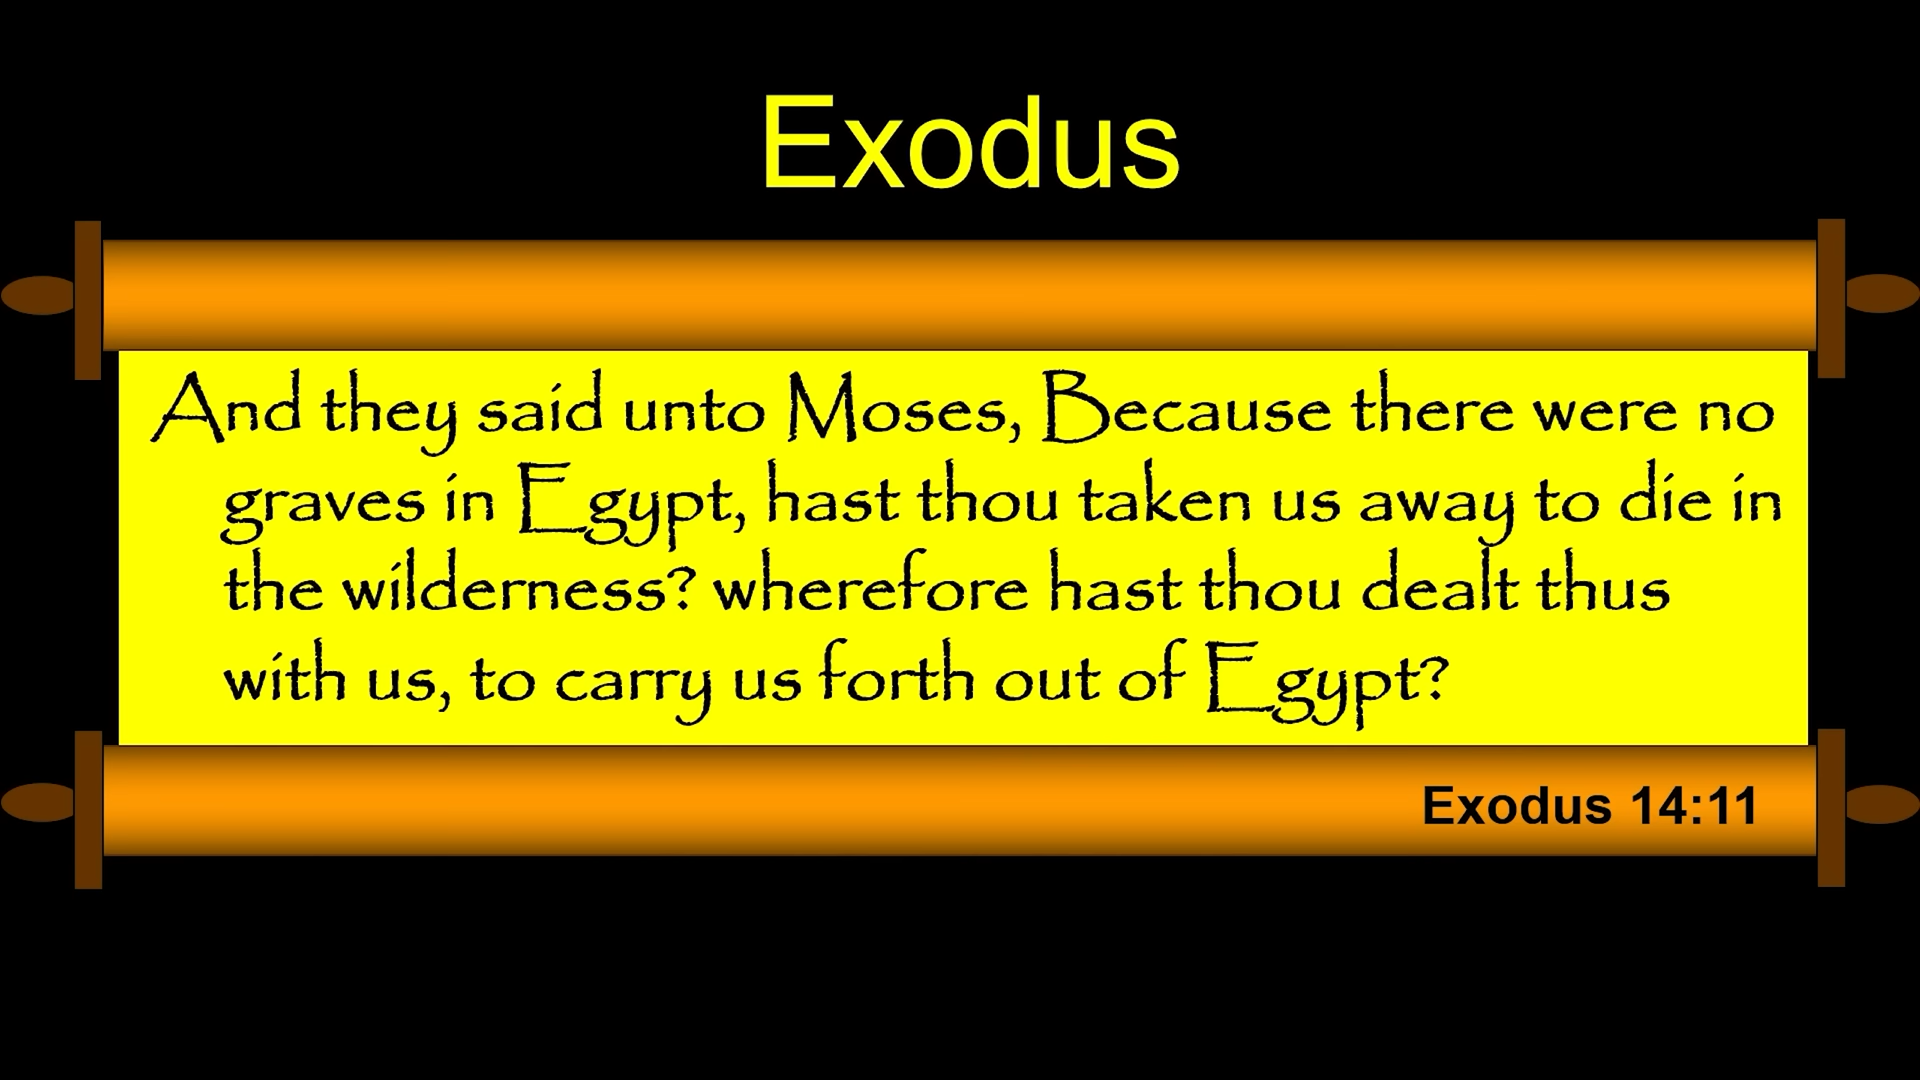 Exodus
And they said unto Moses, Because there were no
graves in Egypt, hast thou taken us away to die in
the wilderness? wherefore hast thou dealt thus
with us, to carry us forth out of Egypt?
Exodus 14:11